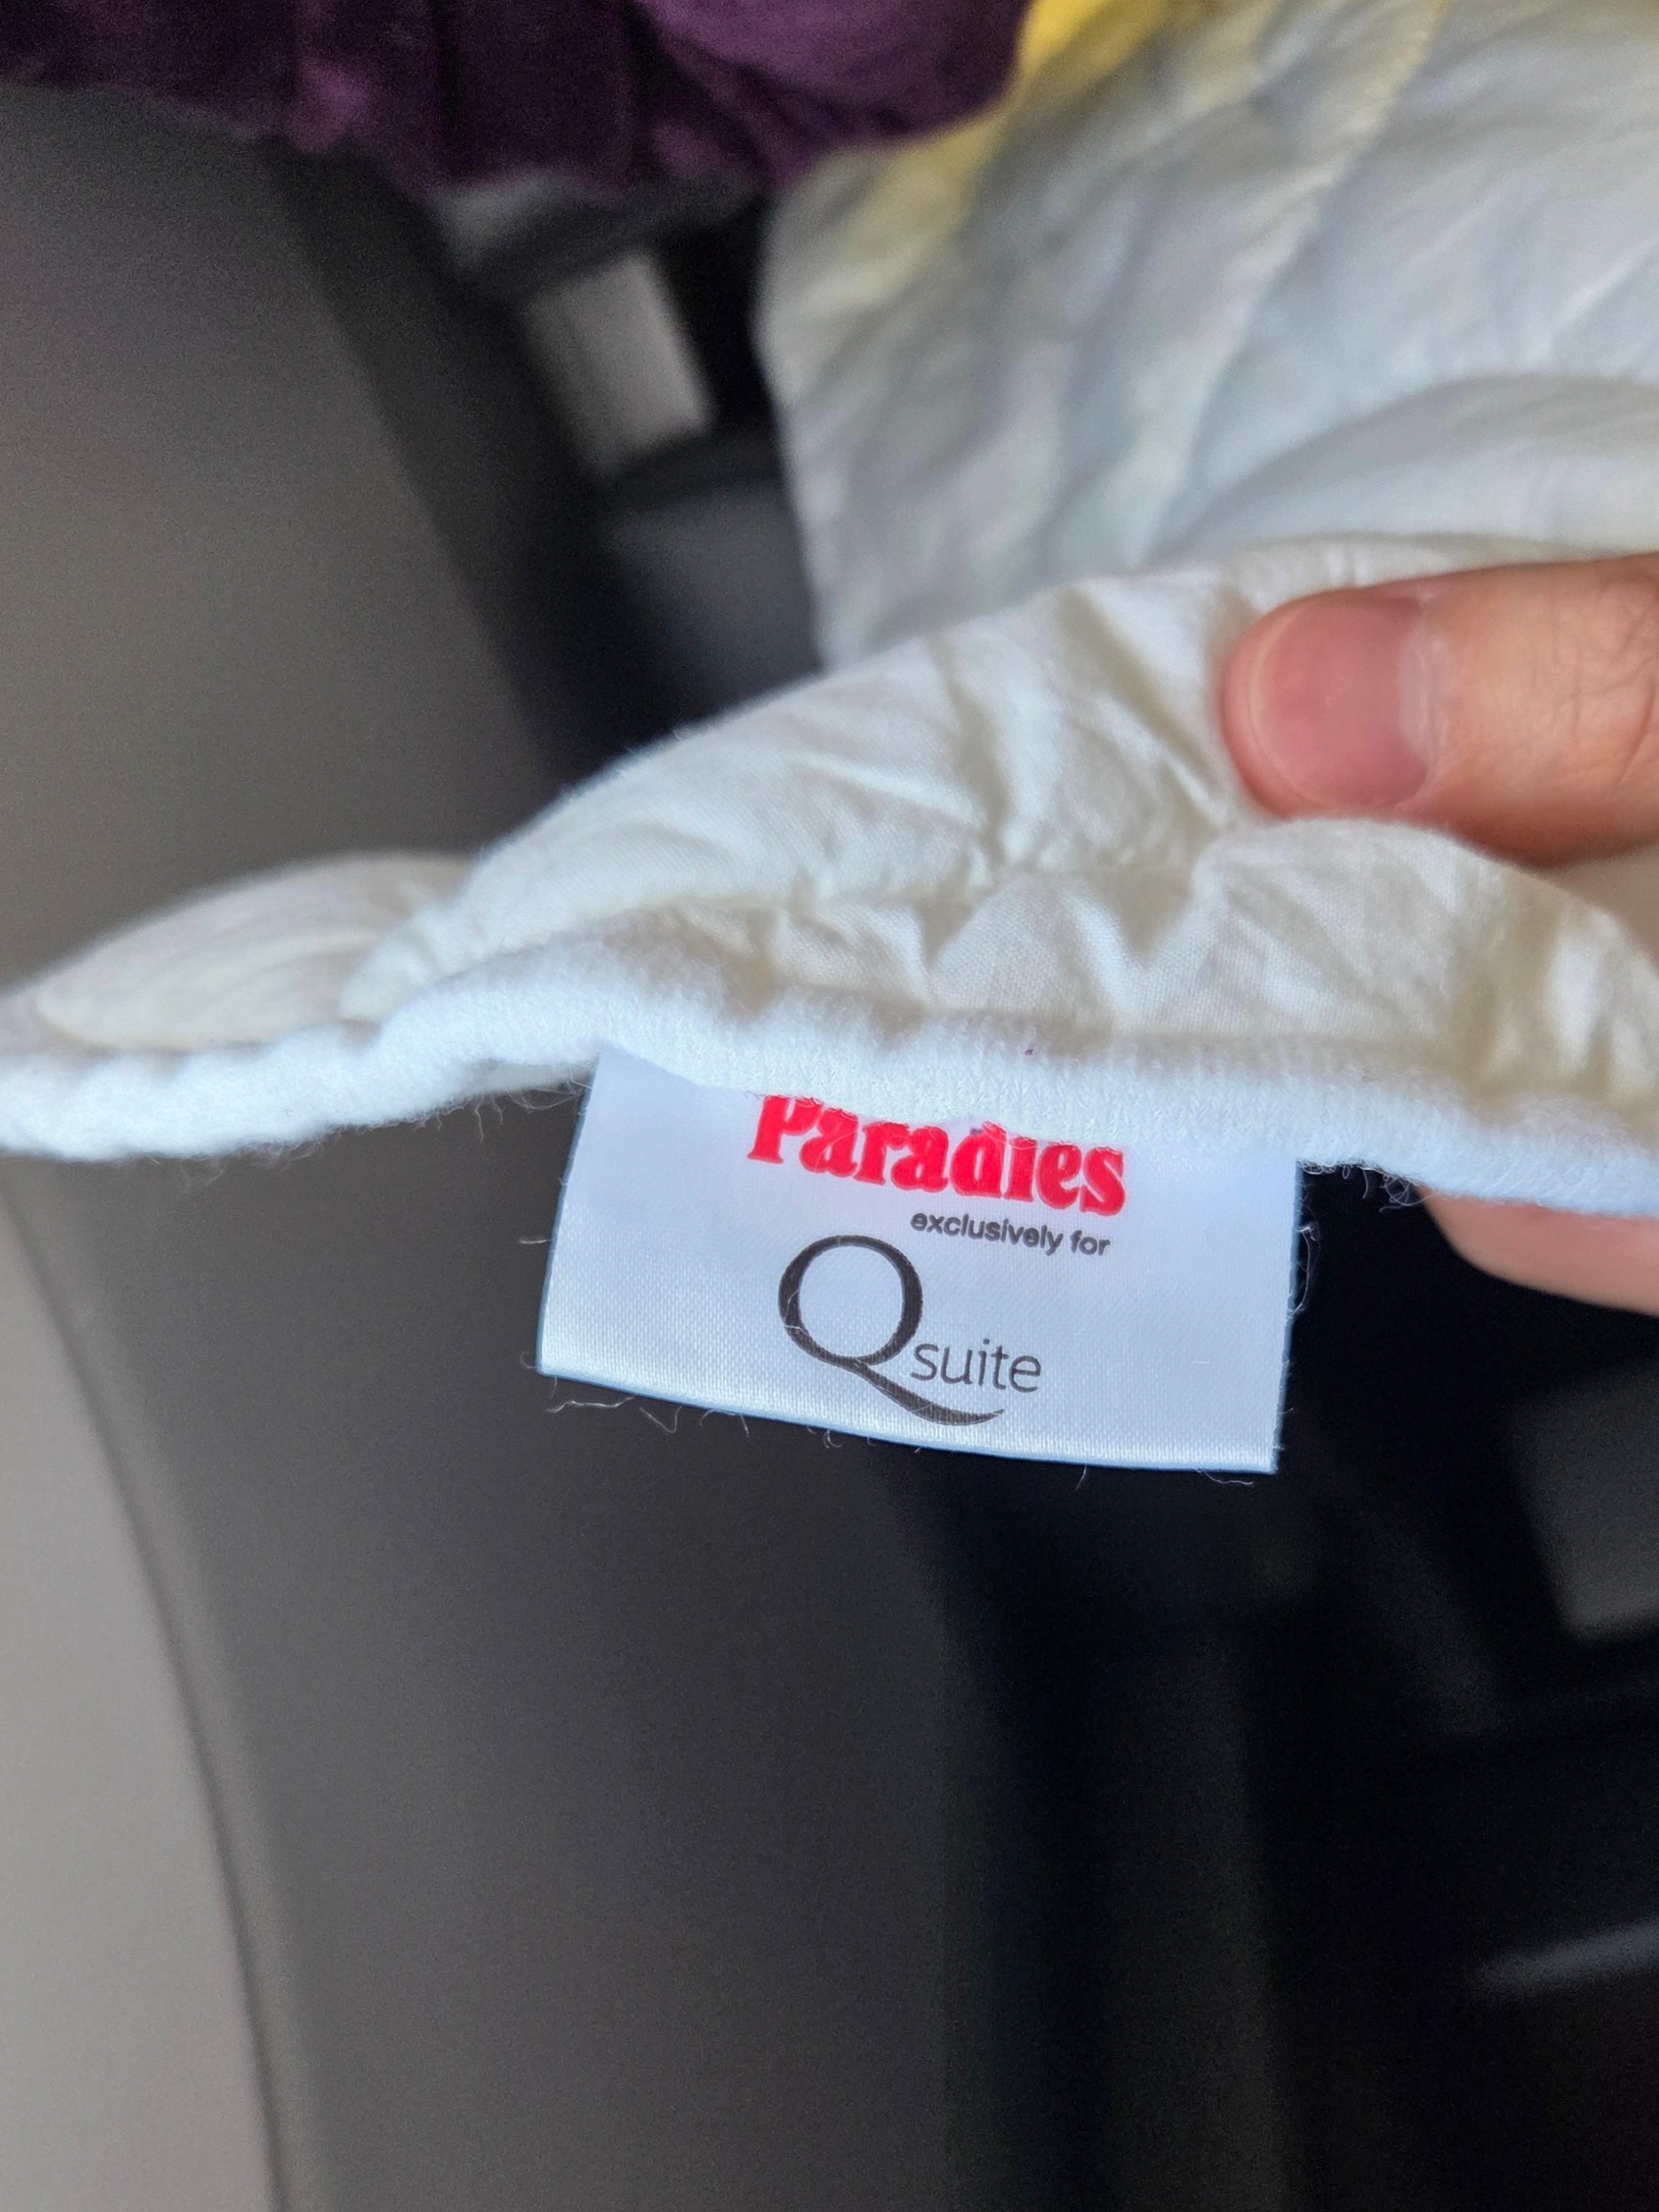 Paradies
exclusively for
Qsuite